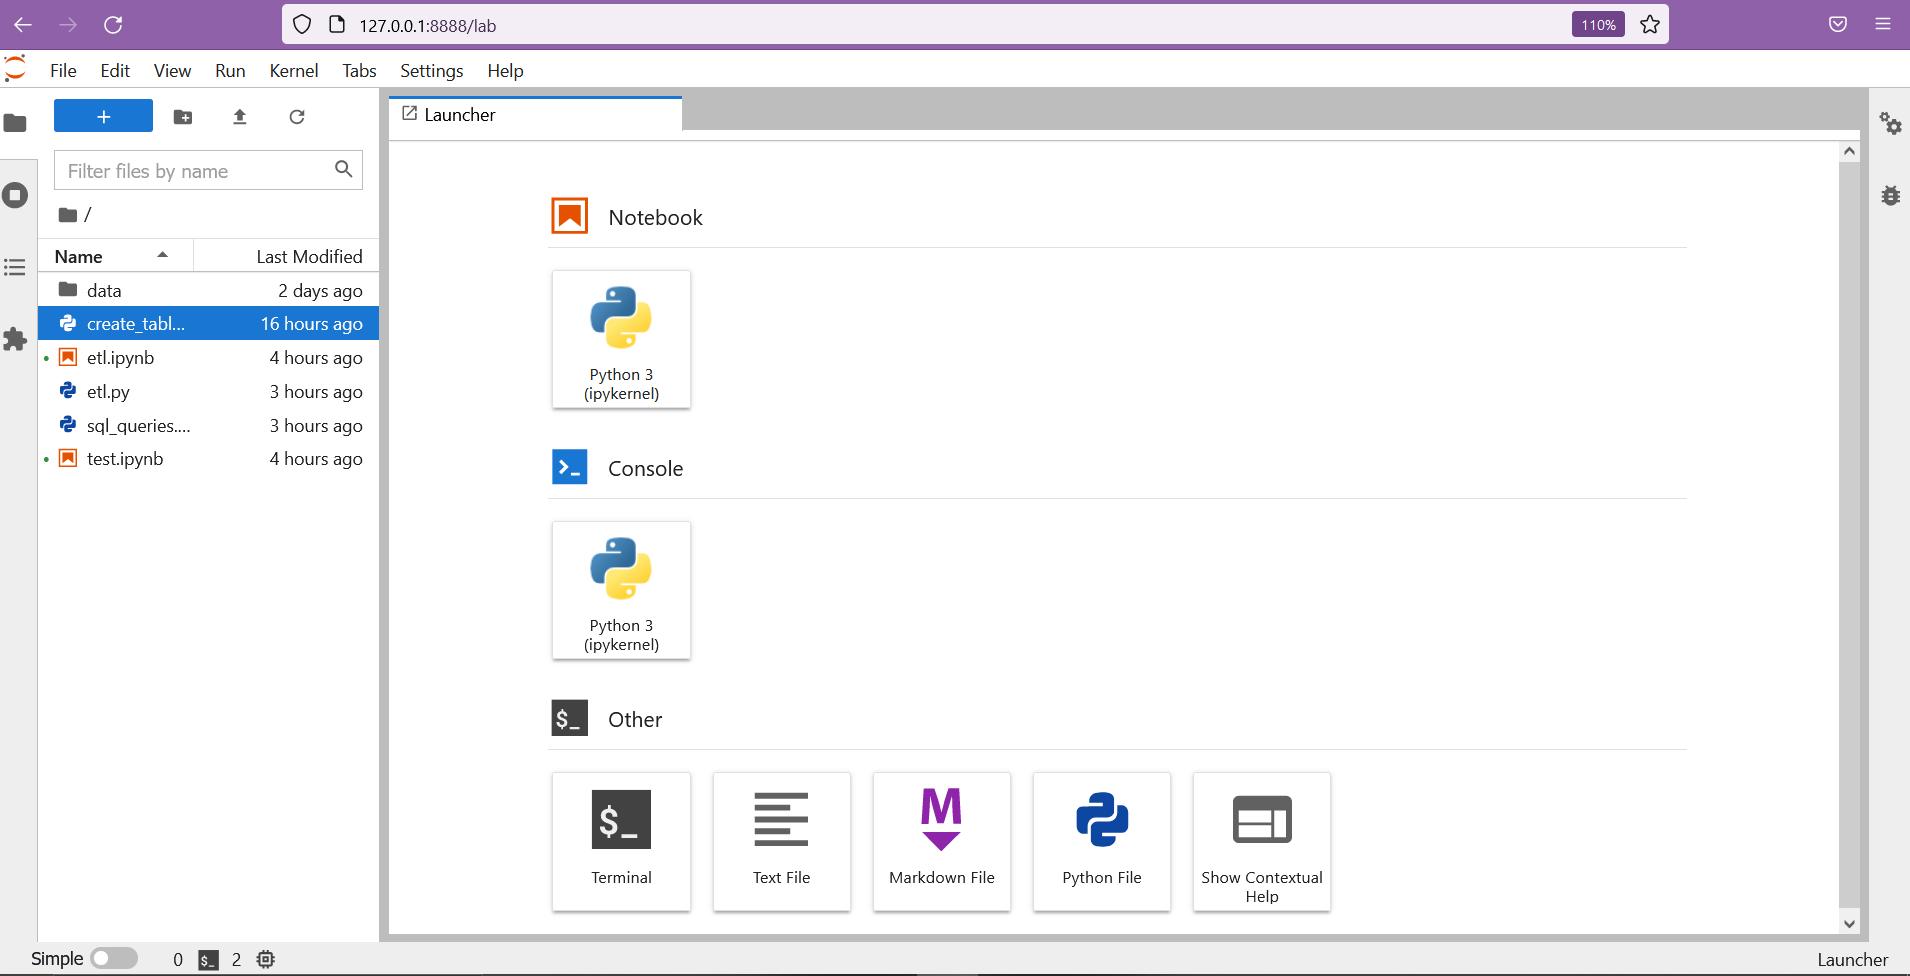 127.0.0.1:8888/lab
110%
File Edit View Run Kernel Tabs Settings Help
+
Launcher
Filter files by name
/
Name Last Modified
data 2 days ago
create_tabl... 16 hours ago
etl.ipynb 4 hours ago
etl.py 3 hours ago
sql_queries.... 3 hours ago
test.ipynb 4 hours ago
Notebook
Python 3
(ipykernel)
>_ Console
Python 3
(ipykernel)
$_ Other
$_
Terminal
Text File
M
Markdown File
Python File
Show Contextual
Help
Simple 0 $_ 2 Launcher